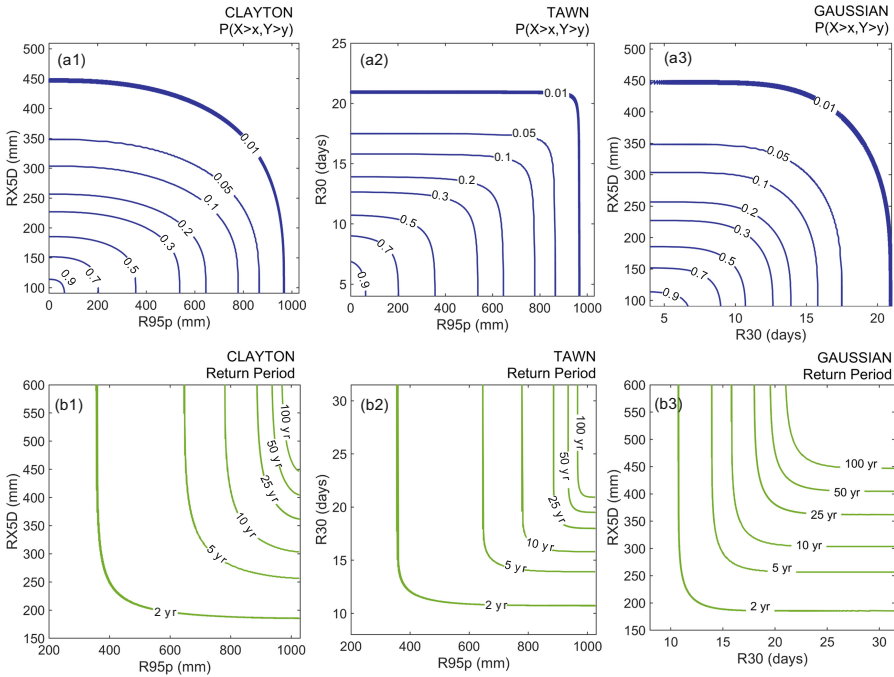 CLAYTON
P(X>x,Y>y)
(a1)
500
450
400
350
300
250
200
150
100
RX5D (mm)
0.01
0.05
0.1
0.2
0.3
0.5
0.7
0.9
0 200 400 600 800 1000
R95p (mm)
TAWN
P(X>x,Y>y)
(a2)
25
20
15
10
5
R30 (days)
0.01
0.05
0.1
0.2
0.3
0.5
0.7
0.9
0 200 400 600 800 1000
R95p (mm)
GAUSSIAN
P(X>x,Y>y)
(a3)
500
450
400
350
300
250
200
150
100
RX5D (mm)
0.01
0.05
0.1
0.2
0.3
0.5
0.7
0.9
5 10 15 20
R30 (days)
CLAYTON
Return Period
(b1)
600
550
500
450
400
350
300
250
200
150
RX5D (mm)
100 yr
50 yr
25 yr
10 yr
5 yr
2 yr
200 400 600 800 1000
R95p (mm)
TAWN
Return Period
(b2)
30
25
20
15
10
R30 (days)
100 yr
50 yr
25 yr
10 yr
5 yr
2 yr
200 400 600 800 1000
R95p (mm)
GAUSSIAN
Return Period
(b3)
600
550
500
450
400
350
300
250
200
150
RX5D (mm)
100 yr
50 yr
25 yr
10 yr
5 yr
2 yr
10 15 20 25 30
R30 (days)